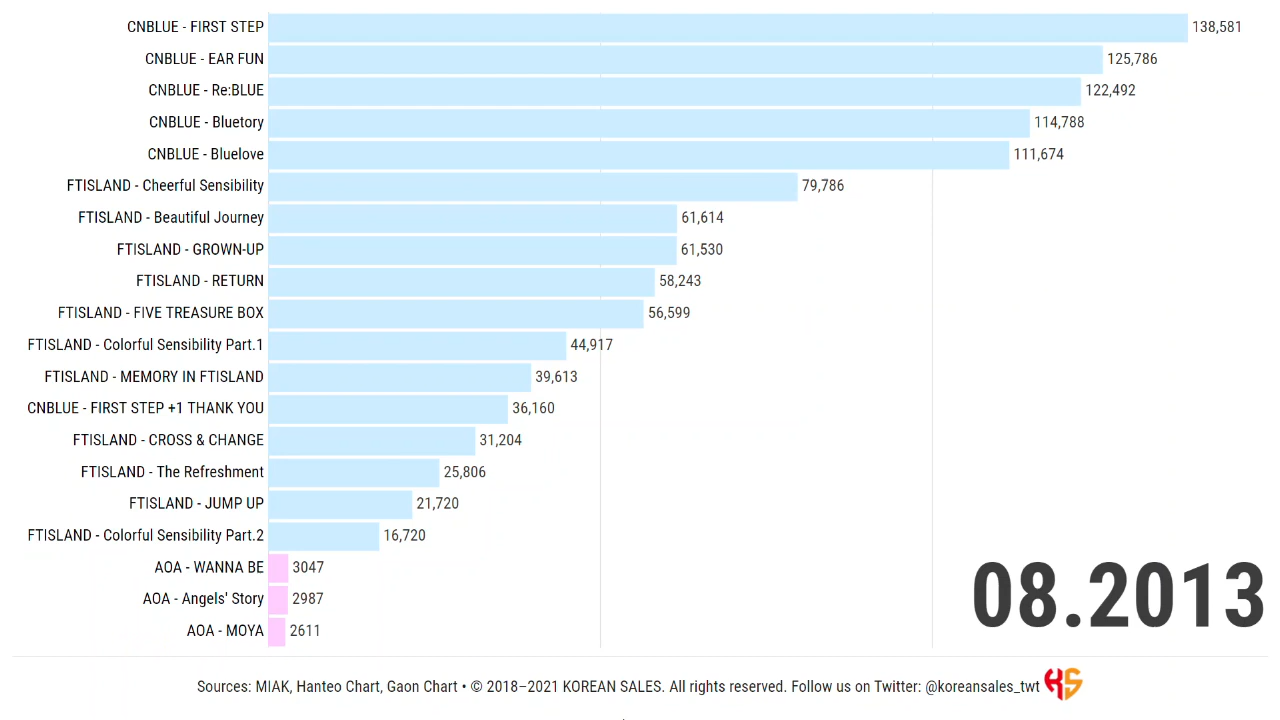 CNBLUE - FIRST STEP 138,581
CNBLUE - EAR FUN 125,786
CNBLUE - Re:BLUE 122,492
CNBLUE - Bluetory 114,788
CNBLUE - Bluelove 111,674
FTISLAND - Cheerful Sensibility 79,786
FTISLAND - Beautiful Journey 61,614
FTISLAND - GROWN-UP 61,530
FTISLAND - RETURN 58,243
FTISLAND - FIVE TREASURE BOX 56,599
FTISLAND - Colorful Sensibility Part.1 44,917
FTISLAND - MEMORY IN FTISLAND 39,613
CNBLUE - FIRST STEP +1 THANK YOU 36,160
FTISLAND - CROSS & CHANGE 31,204
FTISLAND - The Refreshment 25,806
FTISLAND - JUMP UP 21,720
FTISLAND - Colorful Sensibility Part.2 16,720
AOA - WANNA BE 3047
AOA - Angels' Story 2987
AOA - MOYA 2611
08.2013
Sources: MIAK, Hanteo Chart, Gaon Chart • © 2018–2021 KOREAN SALES. All rights reserved. Follow us on Twitter: @koreansales_twt KS